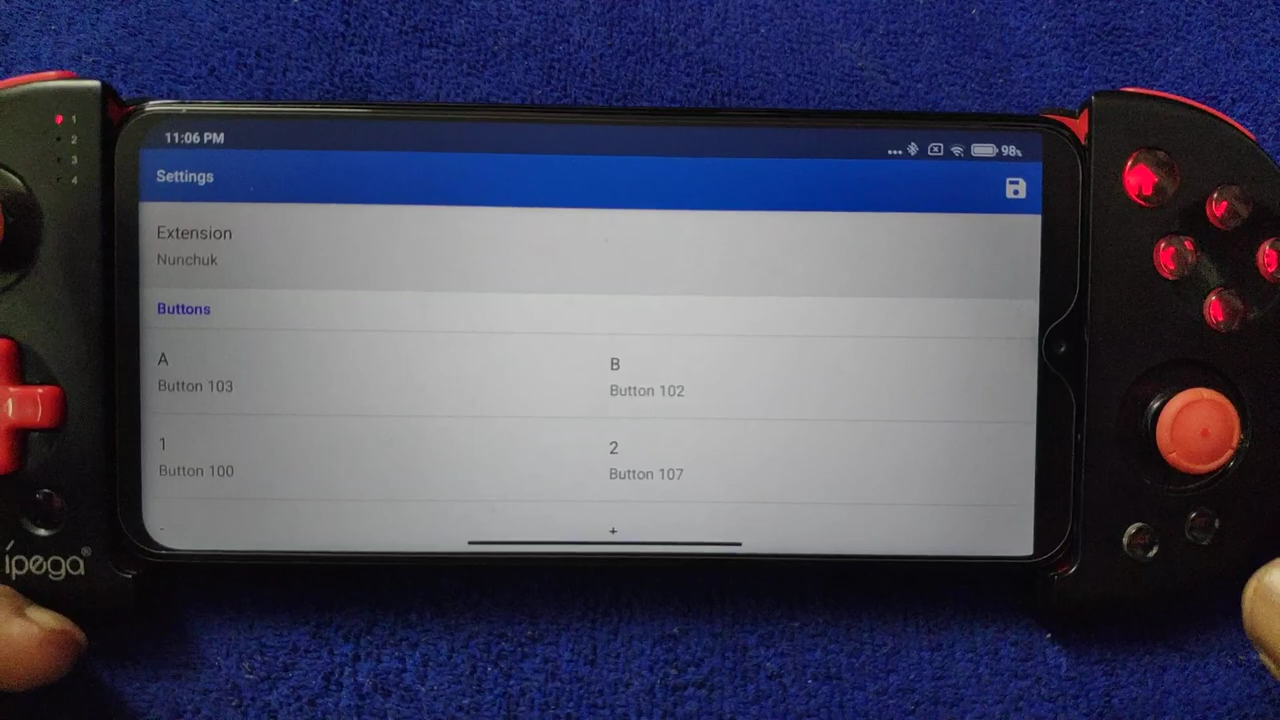 1
2
3
4
11:06 PM
98%
Settings
Extension
Nunchuk
Buttons
A
Button 103
B
Button 102
1
Button 100
2
Button 107
-
+
ípega®